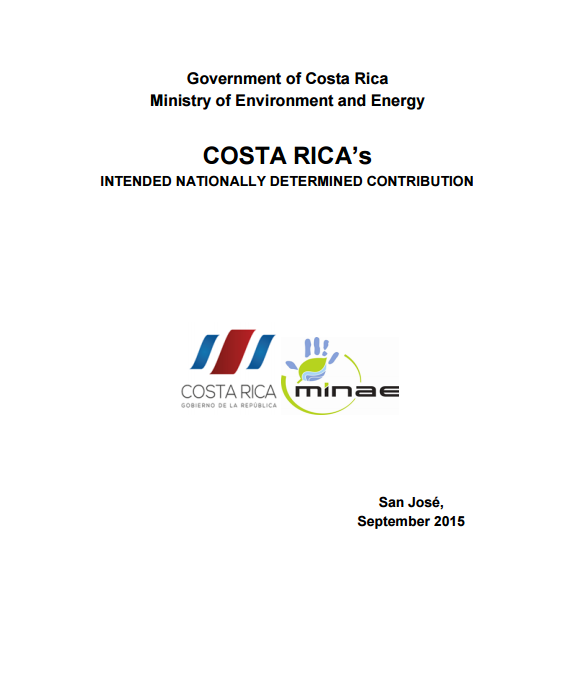 Government of Costa Rica
Ministry of Environment and Energy
COSTA RICA's
INTENDED NATIONALLY DETERMINED CONTRIBUTION
COSTA RICA
GOBIERNO DE LA REPÚBLICA
minae
San José,
September 2015